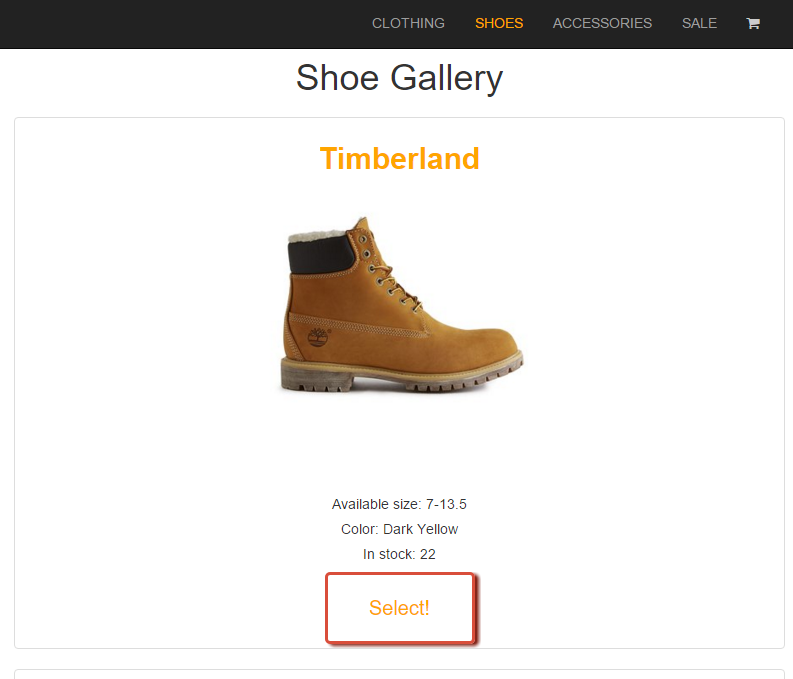 CLOTHING SHOES ACCESSORIES SALE
Shoe Gallery
Timberland
Available size: 7-13.5
Color: Dark Yellow
In stock: 22
Select!